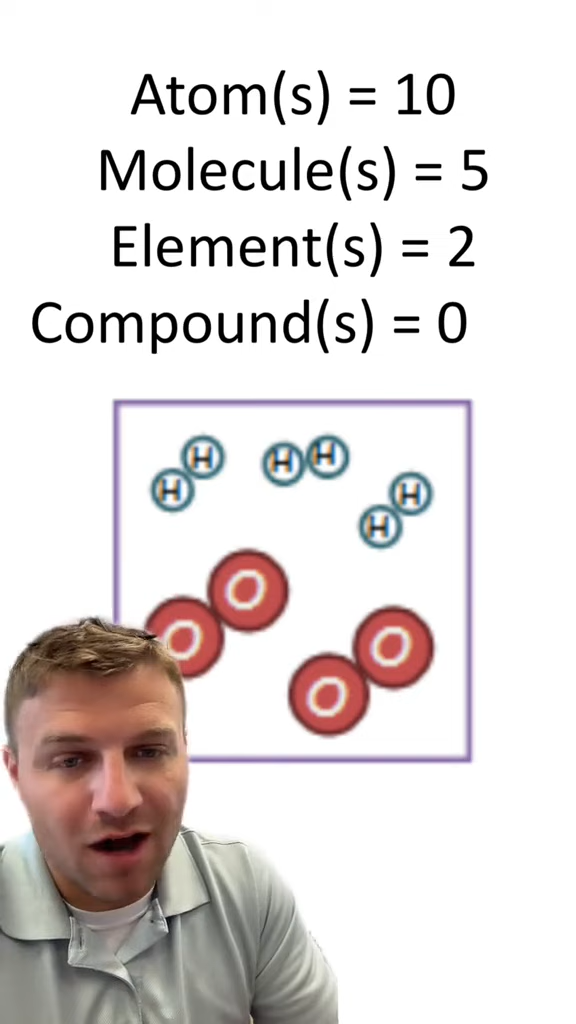 Atom(s) = 10
Molecule(s) = 5
Element(s) = 2
Compound(s) = 0
H H H H H
H
O
O O
O